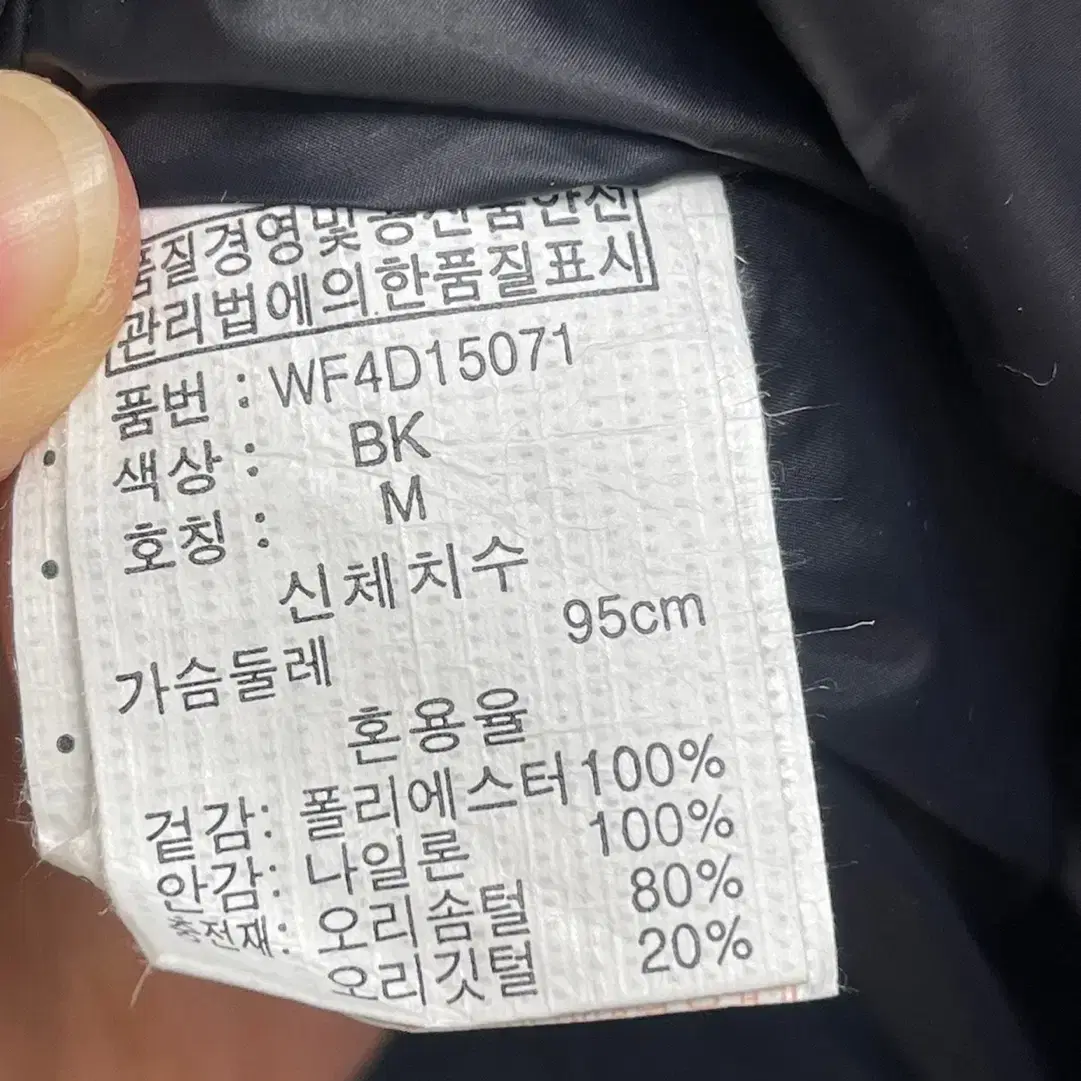 품질경영및공산품안전
관리법에의한품질표시
품번 : WF4D15071
색상 : BK
호칭 : M
신체치수
가슴둘레 95cm
혼용율
겉감: 폴리에스터 100%
안감: 나일론 100%
충전재: 오리솜털 80%
오리깃털 20%